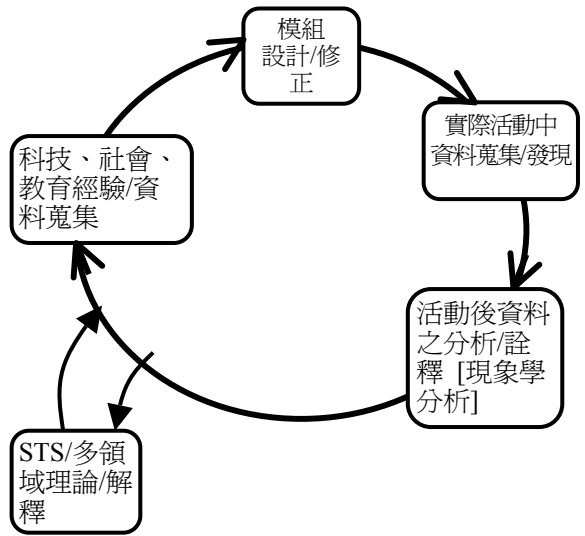 模組
設計/修
正
實際活動中
資料蒐集/發現
科技、社會、
教育經驗/資
料蒐集
活動後資料
之分析/詮
釋 [現象學
分析]
STS/多領
域理論/解
釋